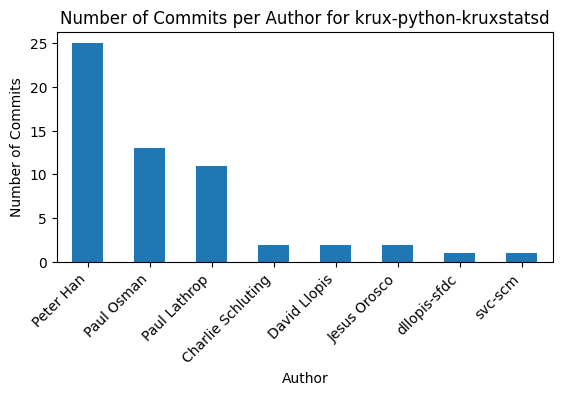 Number of Commits per Author for krux-python-kruxstatsd
Number of Commits
25
20
15
10
5
0
Peter Han
Paul Osman
Paul Lathrop
Charlie Schluting
David Llopis
Jesus Orosco
dllopis-sfdc
svc-scm
Author